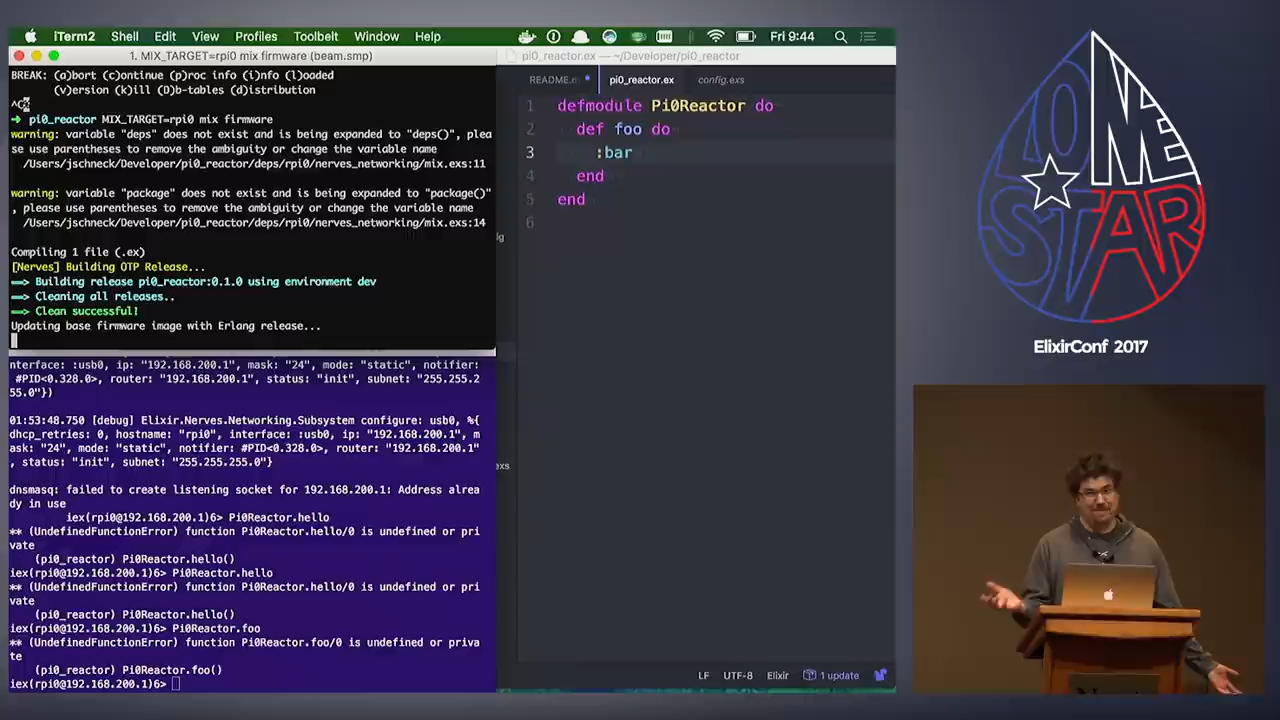 iTerm2 Shell Edit View Profiles Toolbelt Window Help Fri 9:44
1. MIX_TARGET=rpi0 mix firmware (beam.smp)
BREAK: (a)bort (c)ontinue (p)roc info (i)nfo (l)oaded
(v)ersion (k)ill (D)b-tables (d)istribution
^C
→ pi0_reactor MIX_TARGET=rpi0 mix firmware
warning: variable "deps" does not exist and is being expanded to "deps()", plea
se use parentheses to remove the ambiguity or change the variable name
/Users/jschneck/Developer/pi0_reactor/deps/rpi0/nerves_networking/mix.exs:11
warning: variable "package" does not exist and is being expanded to "package()"
, please use parentheses to remove the ambiguity or change the variable name
/Users/jschneck/Developer/pi0_reactor/deps/rpi0/nerves_networking/mix.exs:14
Compiling 1 file (.ex)
[Nerves] Building OTP Release...
==> Building release pi0_reactor:0.1.0 using environment dev
==> Cleaning all releases..
==> Clean successful!
Updating base firmware image with Erlang release...
nterface: :usb0, ip: "192.168.200.1", mask: "24", mode: "static", notifier:
#PID<0.328.0>, router: "192.168.200.1", status: "init", subnet: "255.255.2
55.0"})
01:53:48.750 [debug] Elixir.Nerves.Networking.Subsystem configure: usb0, %{
dhcp_retries: 0, hostname: "rpi0", interface: :usb0, ip: "192.168.200.1", m
ask: "24", mode: "static", notifier: #PID<0.328.0>, router: "192.168.200.1"
, status: "init", subnet: "255.255.255.0"}
dnsmasq: failed to create listening socket for 192.168.200.1: Address alrea
dy in use
iex(rpi0@192.168.200.1)6> Pi0Reactor.hello
** (UndefinedFunctionError) function Pi0Reactor.hello/0 is undefined or pri
vate
(pi0_reactor) Pi0Reactor.hello()
iex(rpi0@192.168.200.1)6> Pi0Reactor.hello
** (UndefinedFunctionError) function Pi0Reactor.hello/0 is undefined or pri
vate
(pi0_reactor) Pi0Reactor.hello()
iex(rpi0@192.168.200.1)6> Pi0Reactor.foo
** (UndefinedFunctionError) function Pi0Reactor.foo/0 is undefined or priva
te
(pi0_reactor) Pi0Reactor.foo()
iex(rpi0@192.168.200.1)6>
pi0_reactor.ex — ~/Developer/pi0_reactor
README. pi0_reactor.ex config.exs
1 defmodule Pi0Reactor do
2 def foo do
3 :bar
4 end
5 end
6
LF UTF-8 Elixir 1 update
LONE
STAR
ElixirConf 2017